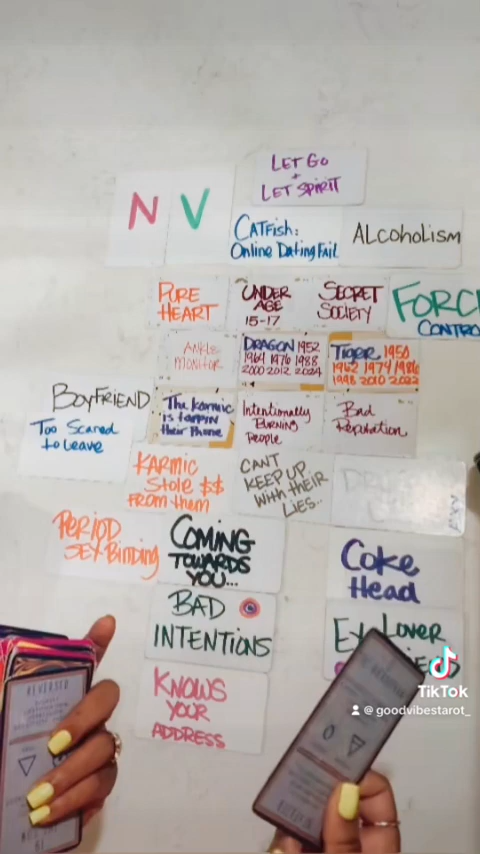 LET GO
+
LET SPIRIT
N V
CATfish:
Online Dating Fail
ALcoholism
PURE
HEART
UNDER
AGE
15-17
SECRET
SOCIETY
CONTRO
ANKLE
MONITOR
DRAGON 1952
1964 1976 1988
2000 2012 2024
Tiger 1950
1962 1974 1986
1998 2010 2022
BoyFRIEND
Too Scared
to Leave
The karmic
is tappin
their Phone
Intentionally
BURNING
People
Bad
Reputation
KARMIC
Stole $$
FROM them
CANT
KEEP UP
WITH THEIR
LIES..
PERIOD
SEX Binding
COMING
TOWARDS
YOU...
Coke
Head
BAD
INTENTIONS
Ex Lover
KNOWS
YOUR
ADDRESS
REVERSED
TikTok
@goodvibestarot_